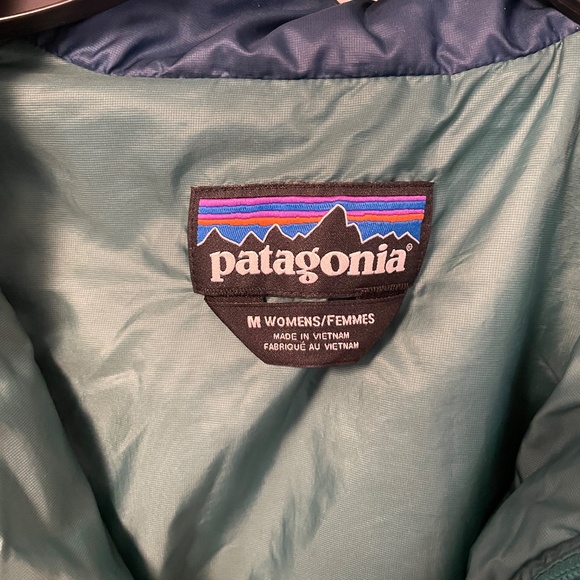 patagonia®
M WOMENS/FEMMES
MADE IN VIETNAM
FABRIQUÉ AU VIETNAM